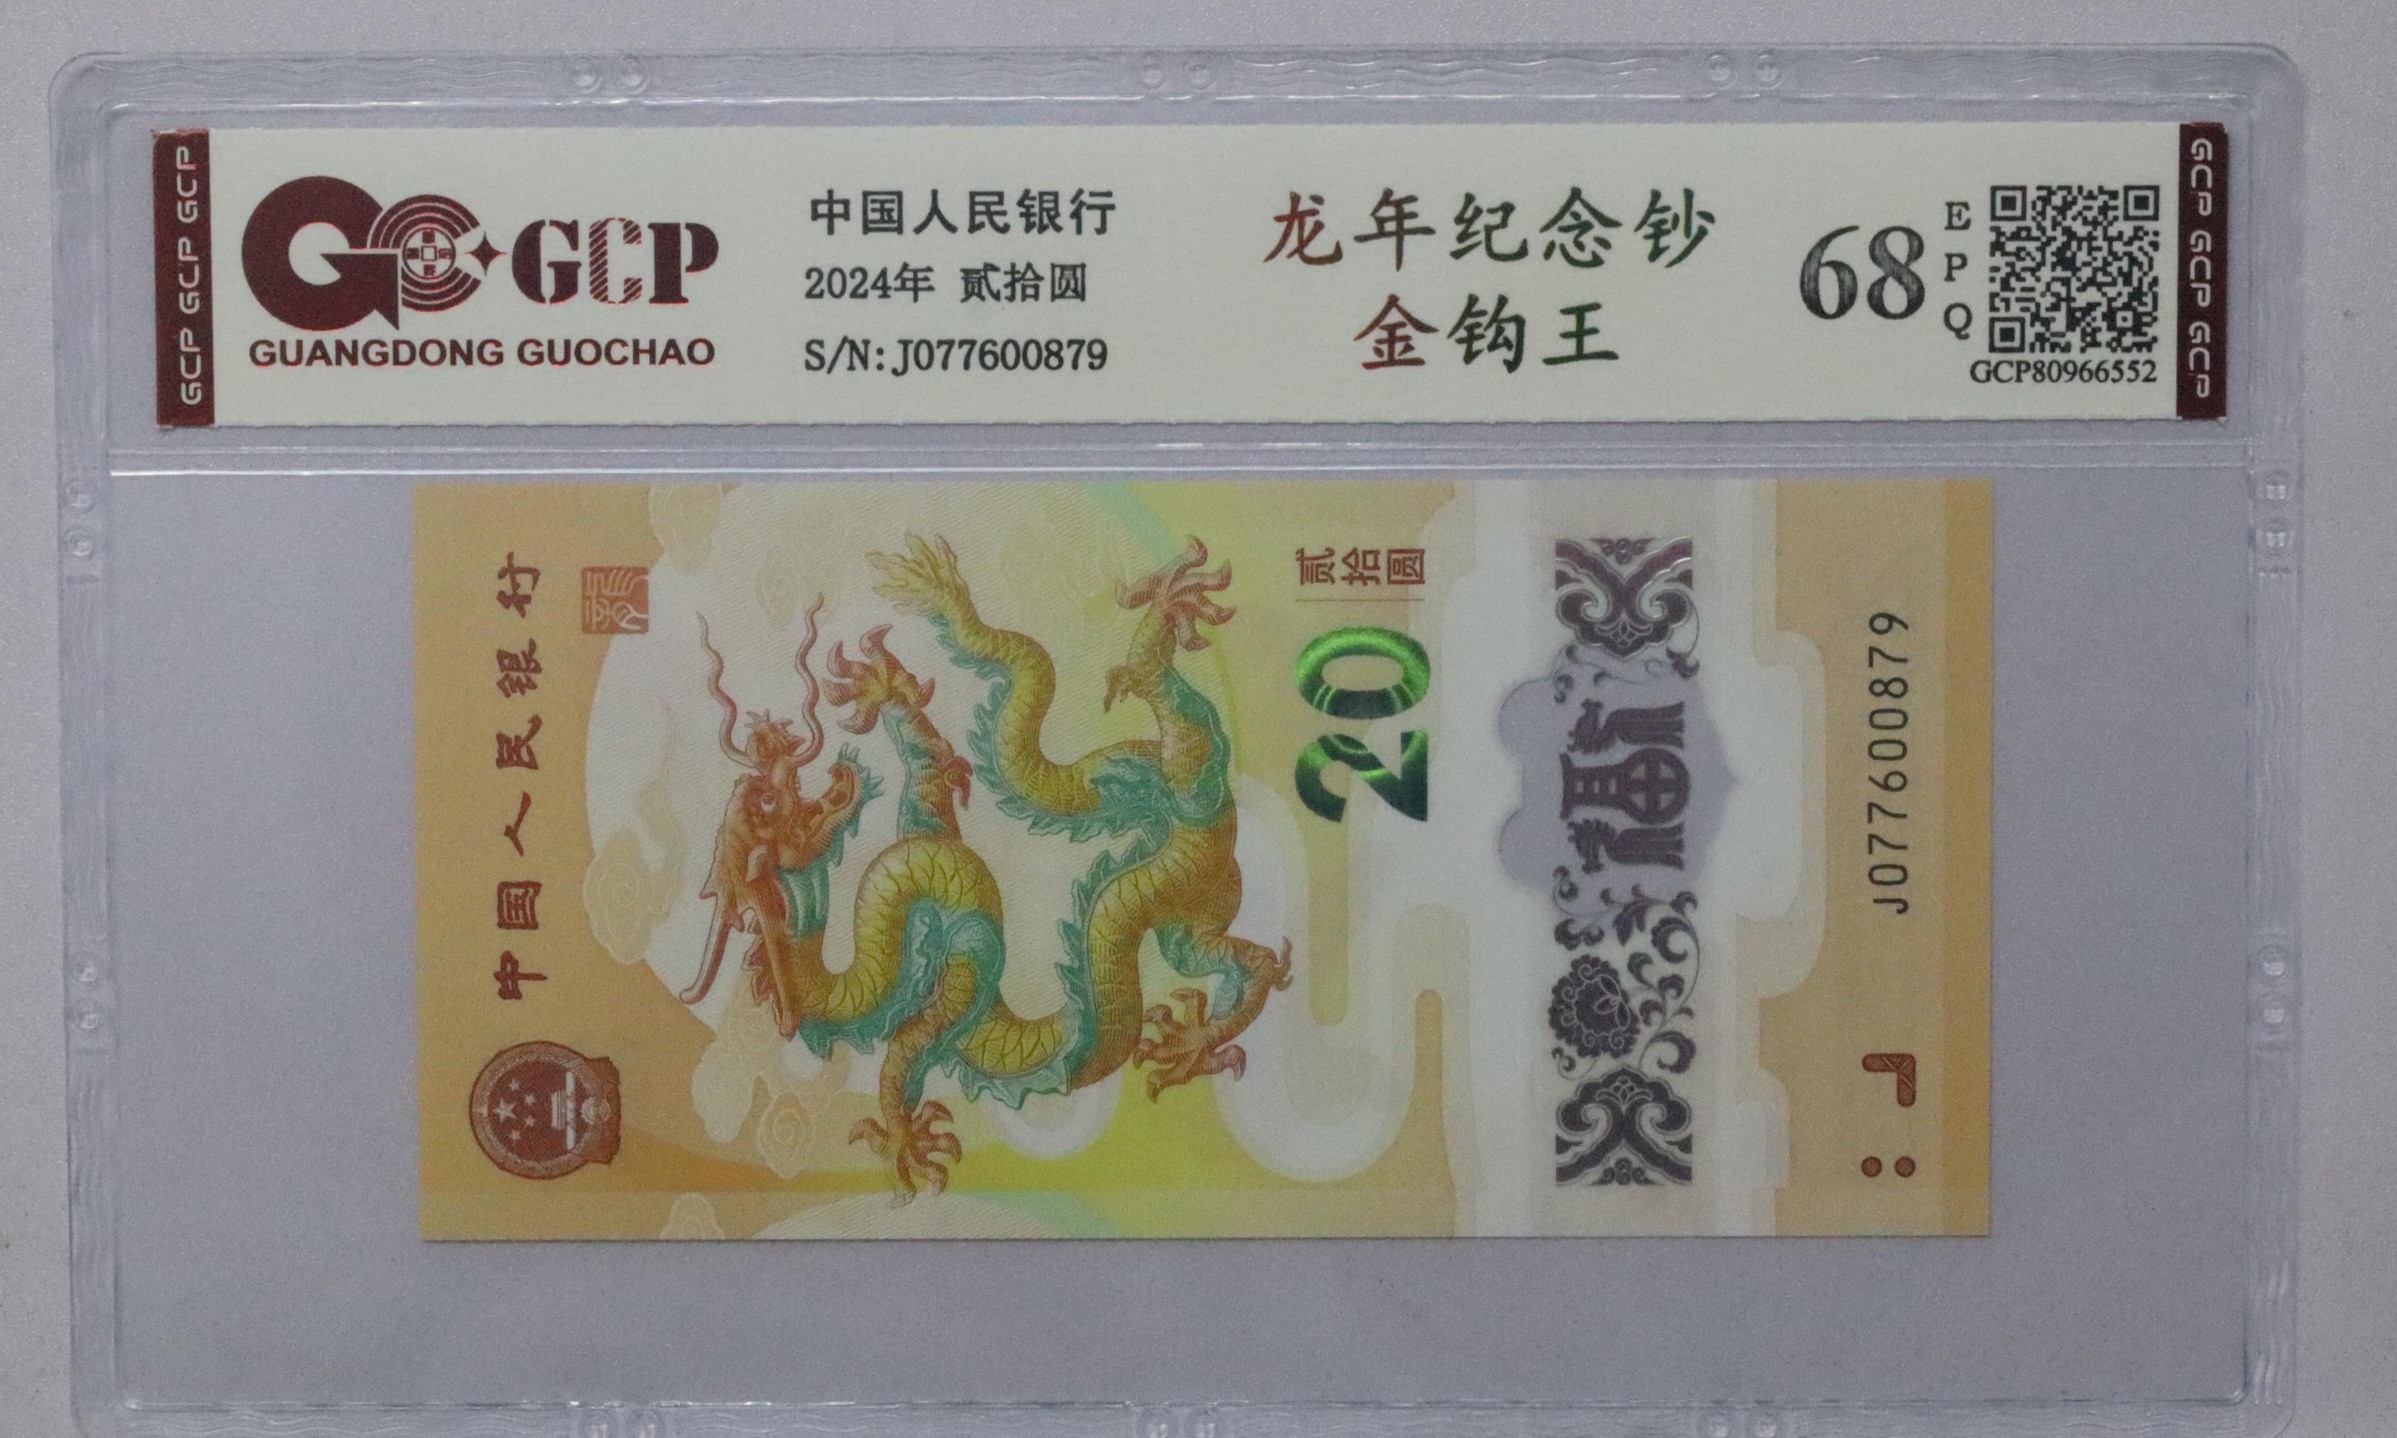 GCP GCP GCP
GCP
GUANGDONG GUOCHAO
中国人民银行
2024年 贰拾圆
S/N:J077600879
龙年纪念钞
金钩王
68
EPQ
GCP80966552
GCP GCP GCP
中国人民银行
贰拾圆
20
J077600879